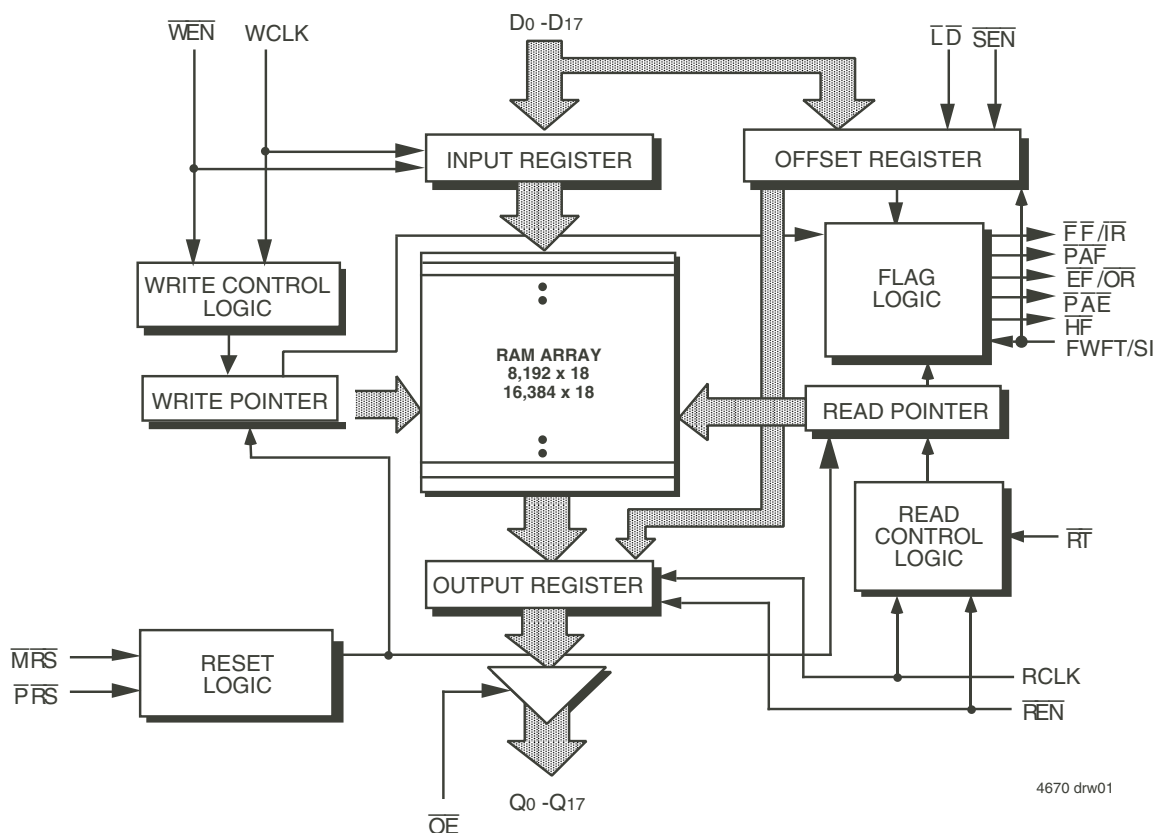 WEN
WCLK
D0 -D17
LD
SEN
INPUT REGISTER
OFFSET REGISTER
WRITE CONTROL
LOGIC
FLAG
LOGIC
FF/IR
PAF
EF/OR
PAE
HF
FWFT/SI
RAM ARRAY
8,192 x 18
16,384 x 18
WRITE POINTER
READ POINTER
READ
CONTROL
LOGIC
RT
OUTPUT REGISTER
MRS
PRS
RESET
LOGIC
RCLK
REN
OE
Q0 -Q17
4670 drw01